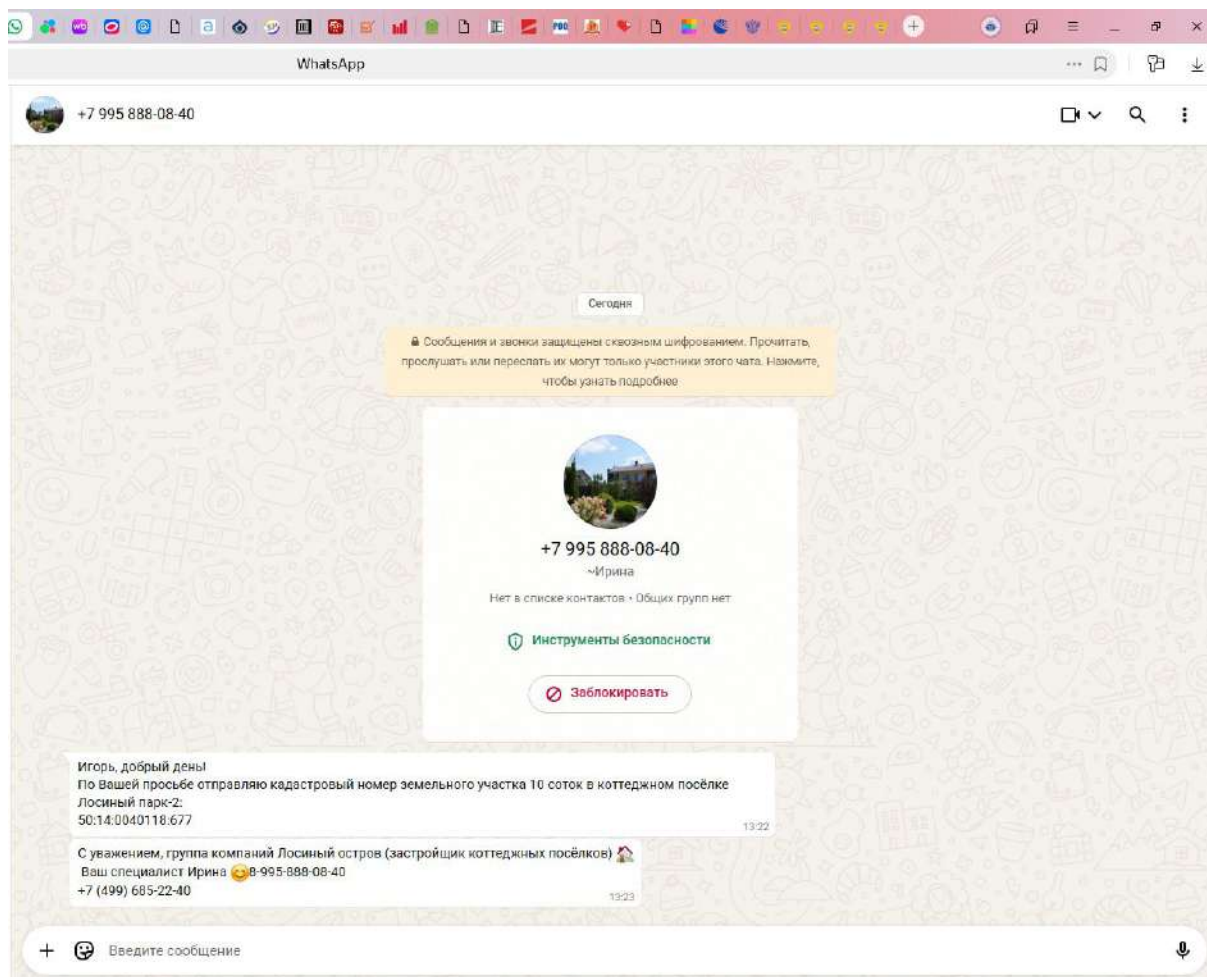 WhatsApp
+7 995 888-08-40
Сегодня
Сообщения и звонки защищены сквозным шифрованием. Прочитать,
прослушать или переслать их могут только участники этого чата. Нажмите,
чтобы узнать подробнее
+7 995 888-08-40
~Ирина
Нет в списке контактов • Общих групп нет
Инструменты безопасности
Заблокировать
Игорь, добрый день!
По Вашей просьбе отправляю кадастровый номер земельного участка 10 соток в коттеджном посёлке
Лосиный парк-2:
50:14:0040118:677
13:22
С уважением, группа компаний Лосиный остров (застройщик коттеджных посёлков) 🏠
Ваш специалист Ирина 😊8-995-888-08-40
+7 (499) 685-22-40
13:23
Введите сообщение